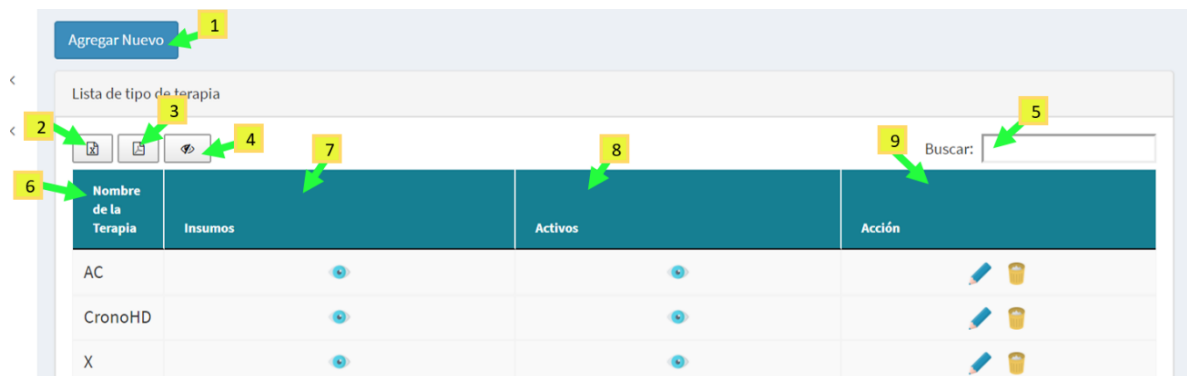 1
Agregar Nuevo
Lista de tipo de terapia
2
3
4
5
Buscar:
6
7
8
9
Nombre
de la
Terapia
Insumos
Activos
Acción
AC
CronoHD
X